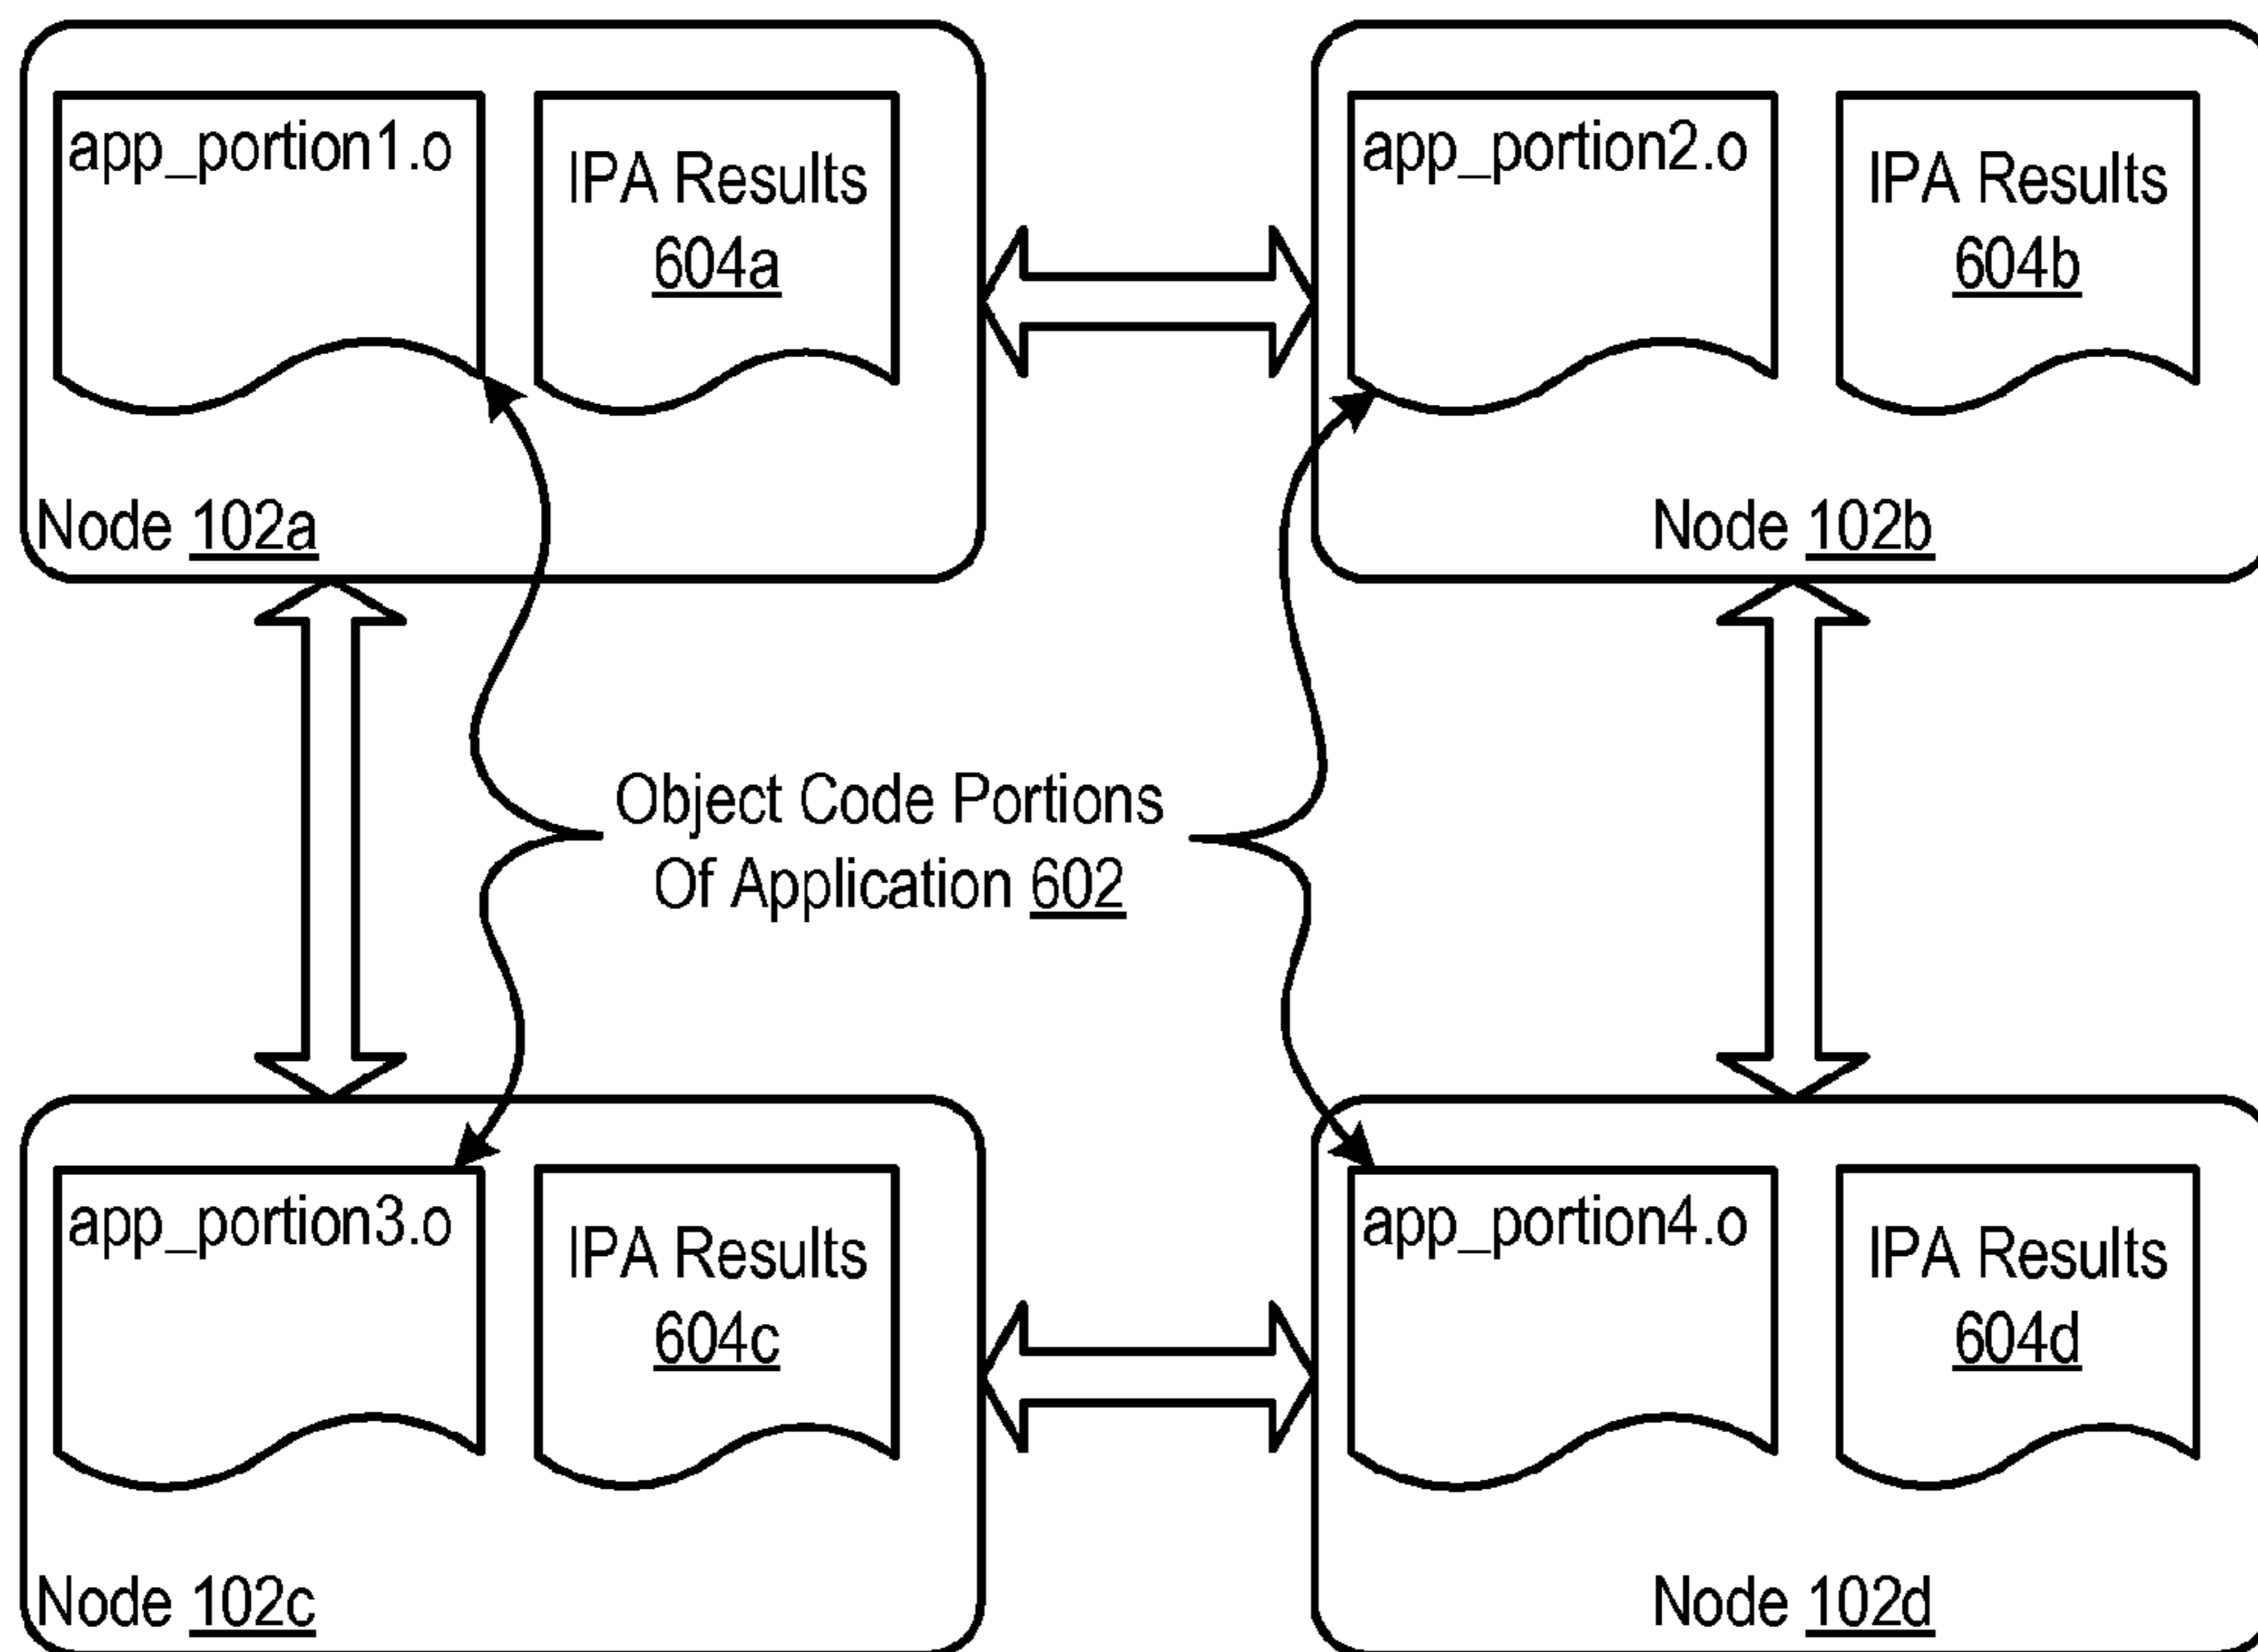 app_portion1.o
IPA Results
604a
Node 102a
app_portion2.o
IPA Results
604b
Node 102b
Object Code Portions
Of Application 602
app_portion3.o
IPA Results
604c
Node 102c
app_portion4.o
IPA Results
604d
Node 102d